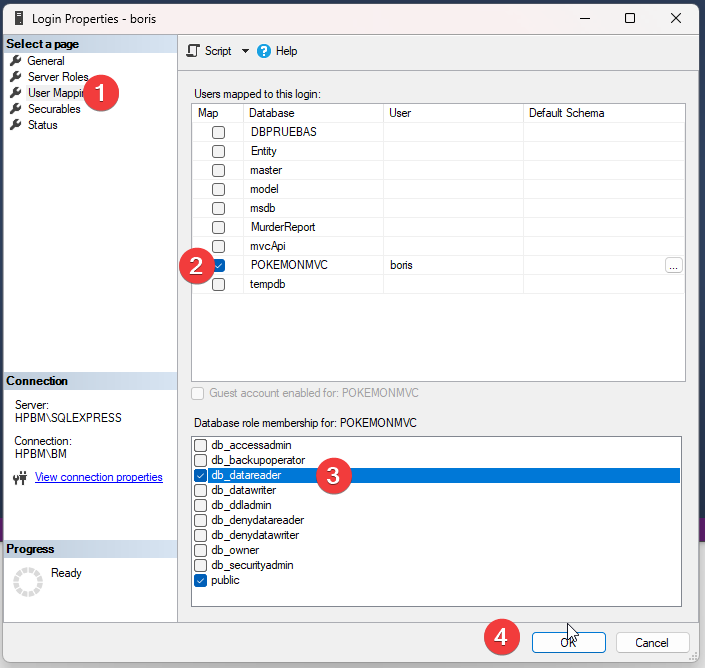 Login Properties - boris
Select a page
General
Server Roles
User Mappin
1
Securables
Status
Script
Help
Users mapped to this login:
Map Database User Default Schema
DBPRUEBAS
Entity
master
model
msdb
MurderReport
mvcApi
2 POKEMONMVC boris ...
tempdb
Guest account enabled for: POKEMONMVC
Database role membership for: POKEMONMVC
db_accessadmin
db_backupoperator
db_datareader 3
db_datawriter
db_ddladmin
db_denydatareader
db_denydatawriter
db_owner
db_securityadmin
public
Connection
Server:
HPBM\SQLEXPRESS
Connection:
HPBM\BM
View connection properties
Progress
Ready
4 OK Cancel